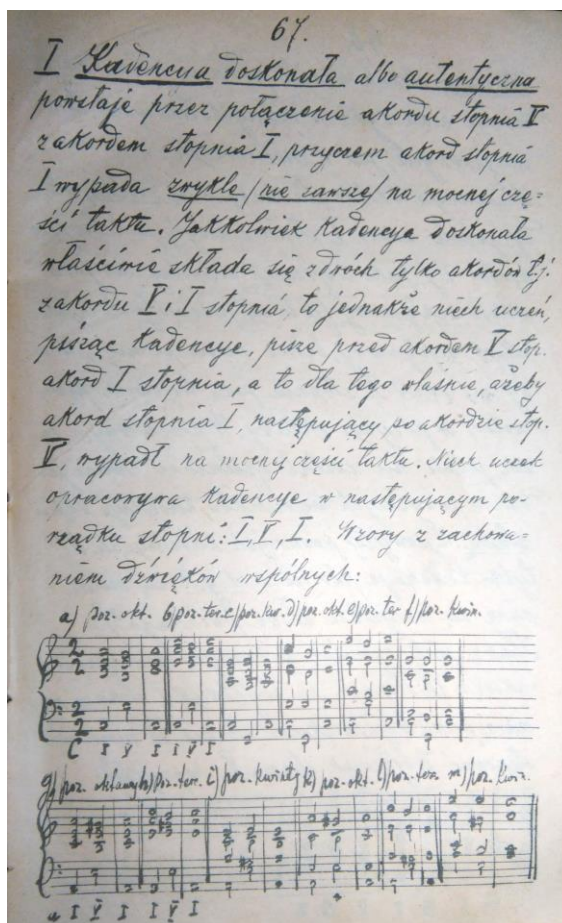 67.
I Kadencya doskonała albo autentyczna
powstaje przez połączenie akordu stopnia V
z akordem stopnia I, przyczem akord stopnia
I wypada zwykle (nie zawsze) na mocnej czę-
ści taktu. Jakkolwiek Kadencye doskonała
właściwie składa się z dwóch tylko akordów t.j.
z akordu V i I stopnia, to jednakże niech uczeń,
pisząc Kadencye, pisze przed akordem V stop.
akord I stopnia, a to dla tego właśnie, ażeby
akord stopnia I, następujący po akordzie stop.
V, wypadł na mocnej części taktu. Niech uczeń
opracowywa Kadencye w następującym po-
rządku stopni: I, V, I. Wzory z zachowa-
niem dźwięków wspólnych:
a) poz. okt. b) poz. ter. c) poz. kw. d) poz. okt. e) poz. ter f) poz. kwin.
C I V I I V I
g) poz. oktawy h) poz. ter. i) poz. kwinty k) poz. okt. l) poz. ters. m) poz. kwin.
a I V I I V I